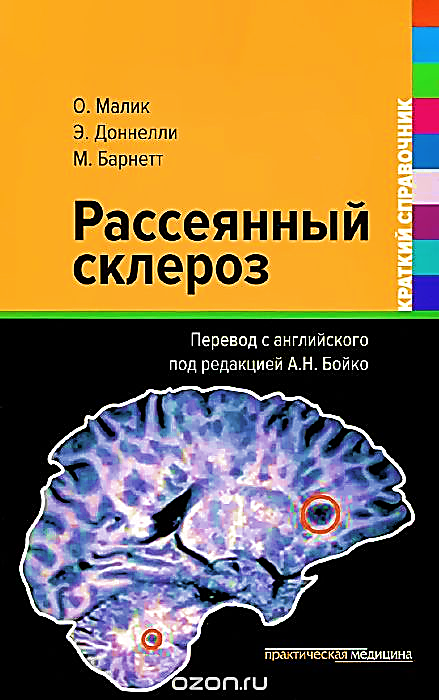 О. Малик
Э. Доннелли
М. Барнетт
Рассеянный
склероз
КРАТКИЙ СПРАВОЧНИК
Перевод с английского
под редакцией А.Н. Бойко
практическая медицина
ozon.ru